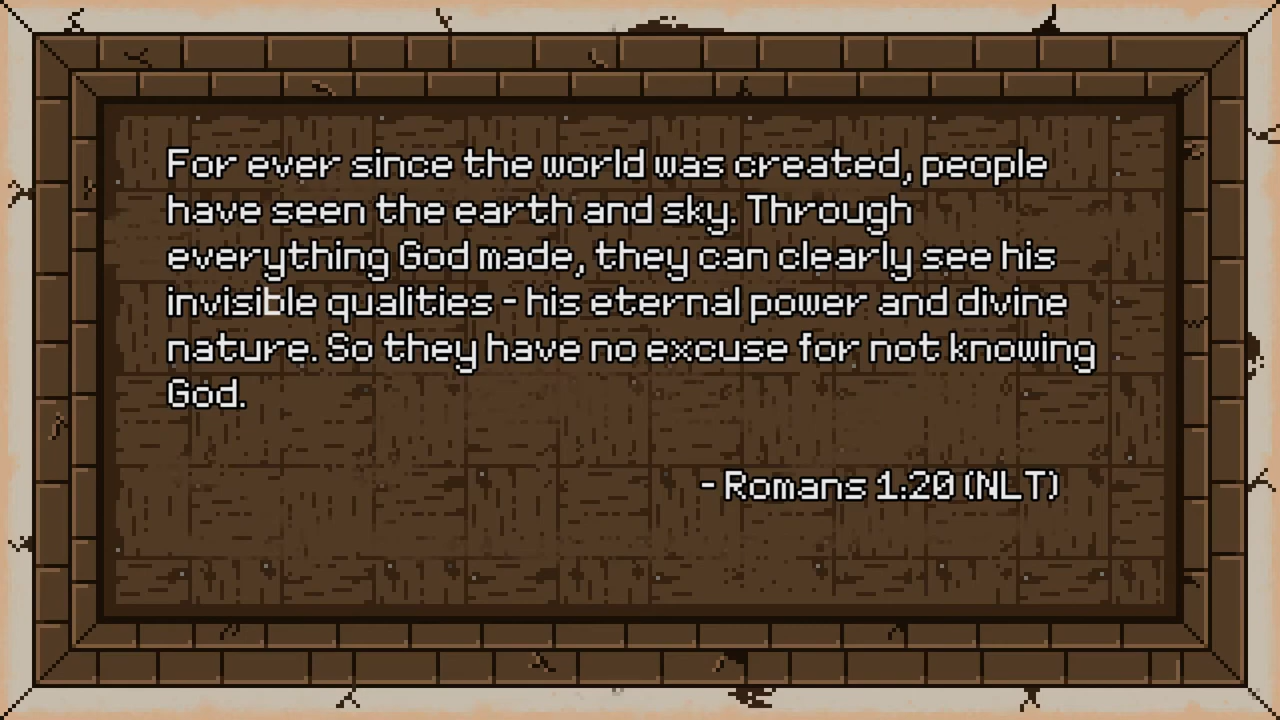 For ever since the world was created, people
have seen the earth and sky. Through
everything God made, they can clearly see his
invisible qualities - his eternal power and divine
nature. So they have no excuse for not knowing
God.
- Romans 1:20 (NLT)